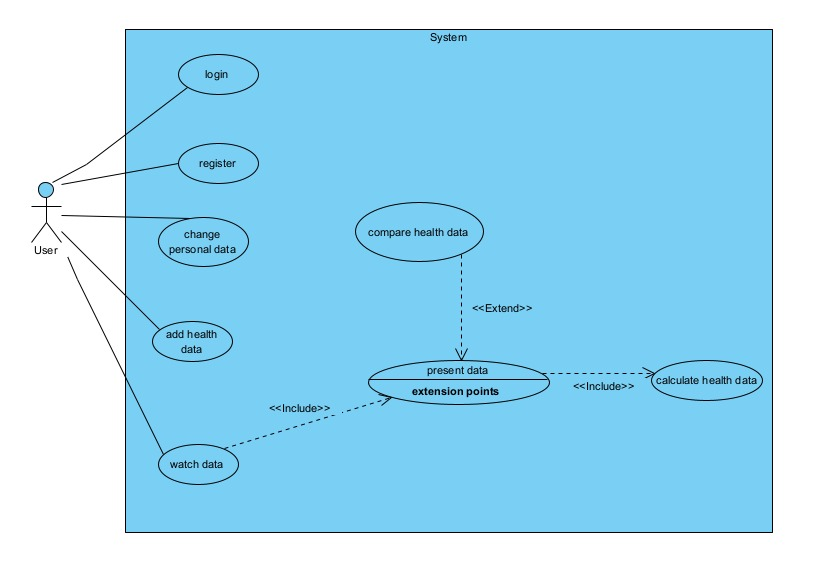 System
login
register
change
personal data
User
compare health data
<<Extend>>
add health
data
present data
extension points
calculate health data
<<Include>>
<<Include>>
watch data